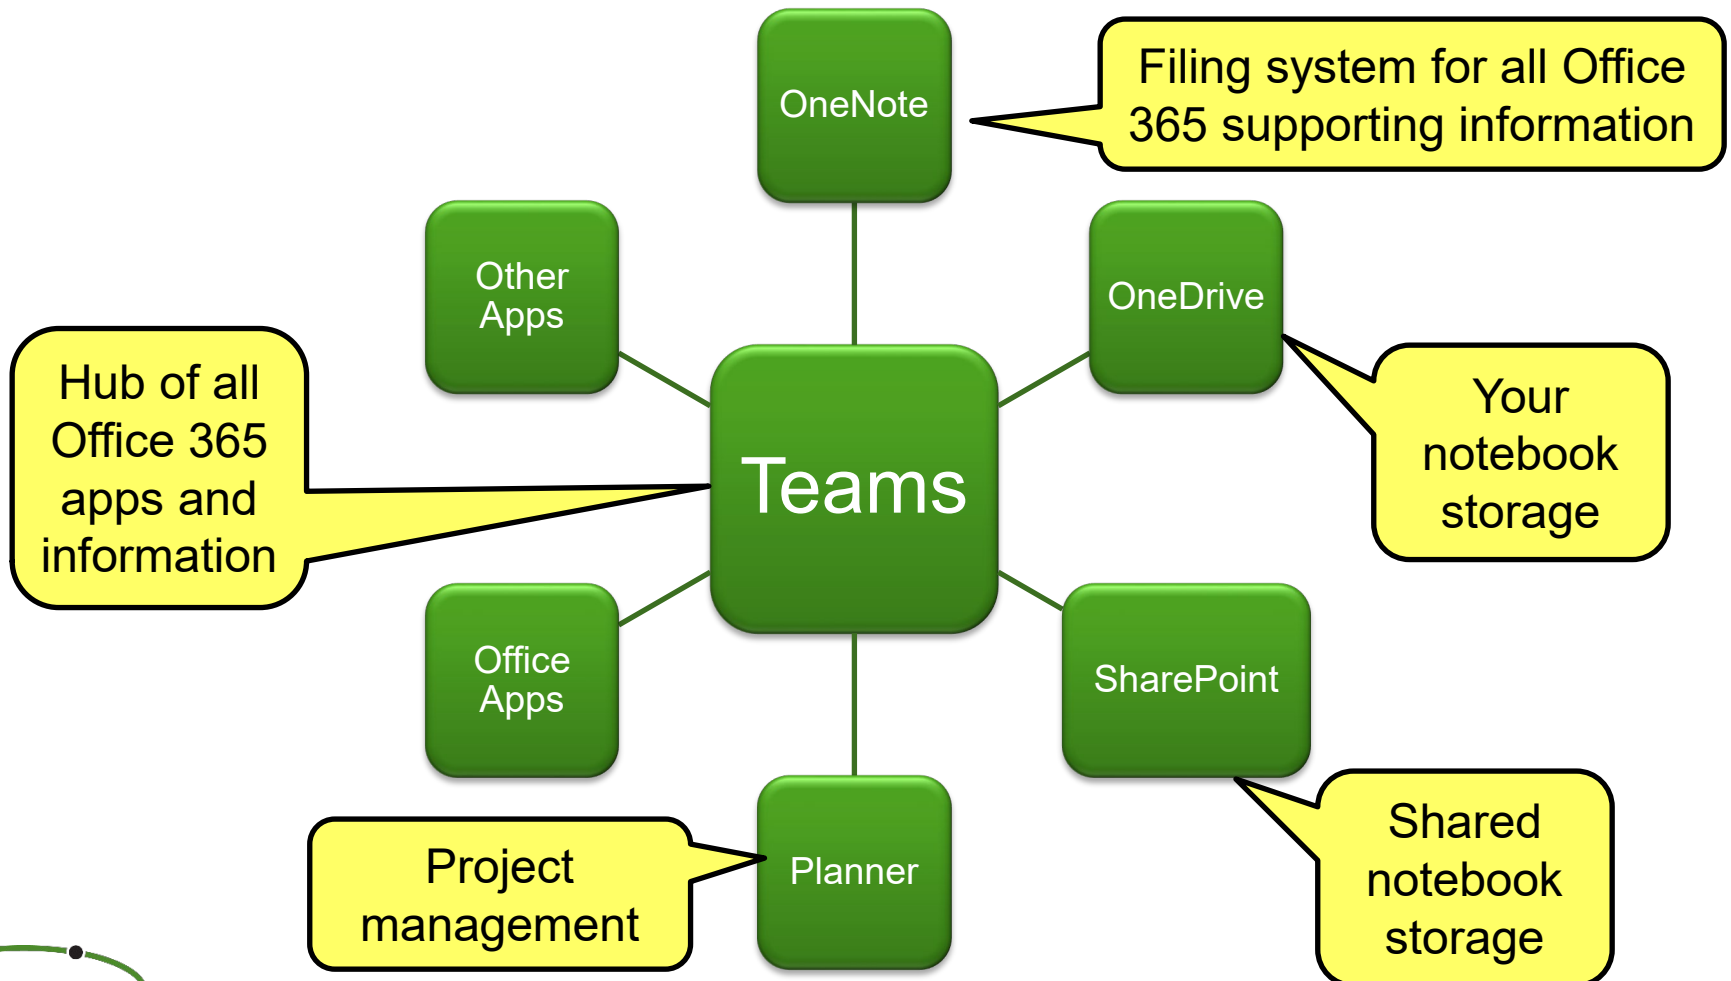 OneNote
Filing system for all Office
365 supporting information
Other
Apps
OneDrive
Hub of all
Office 365
apps and
information
Your
notebook
storage
Teams
Office
Apps
SharePoint
Project
management
Planner
Shared
notebook
storage